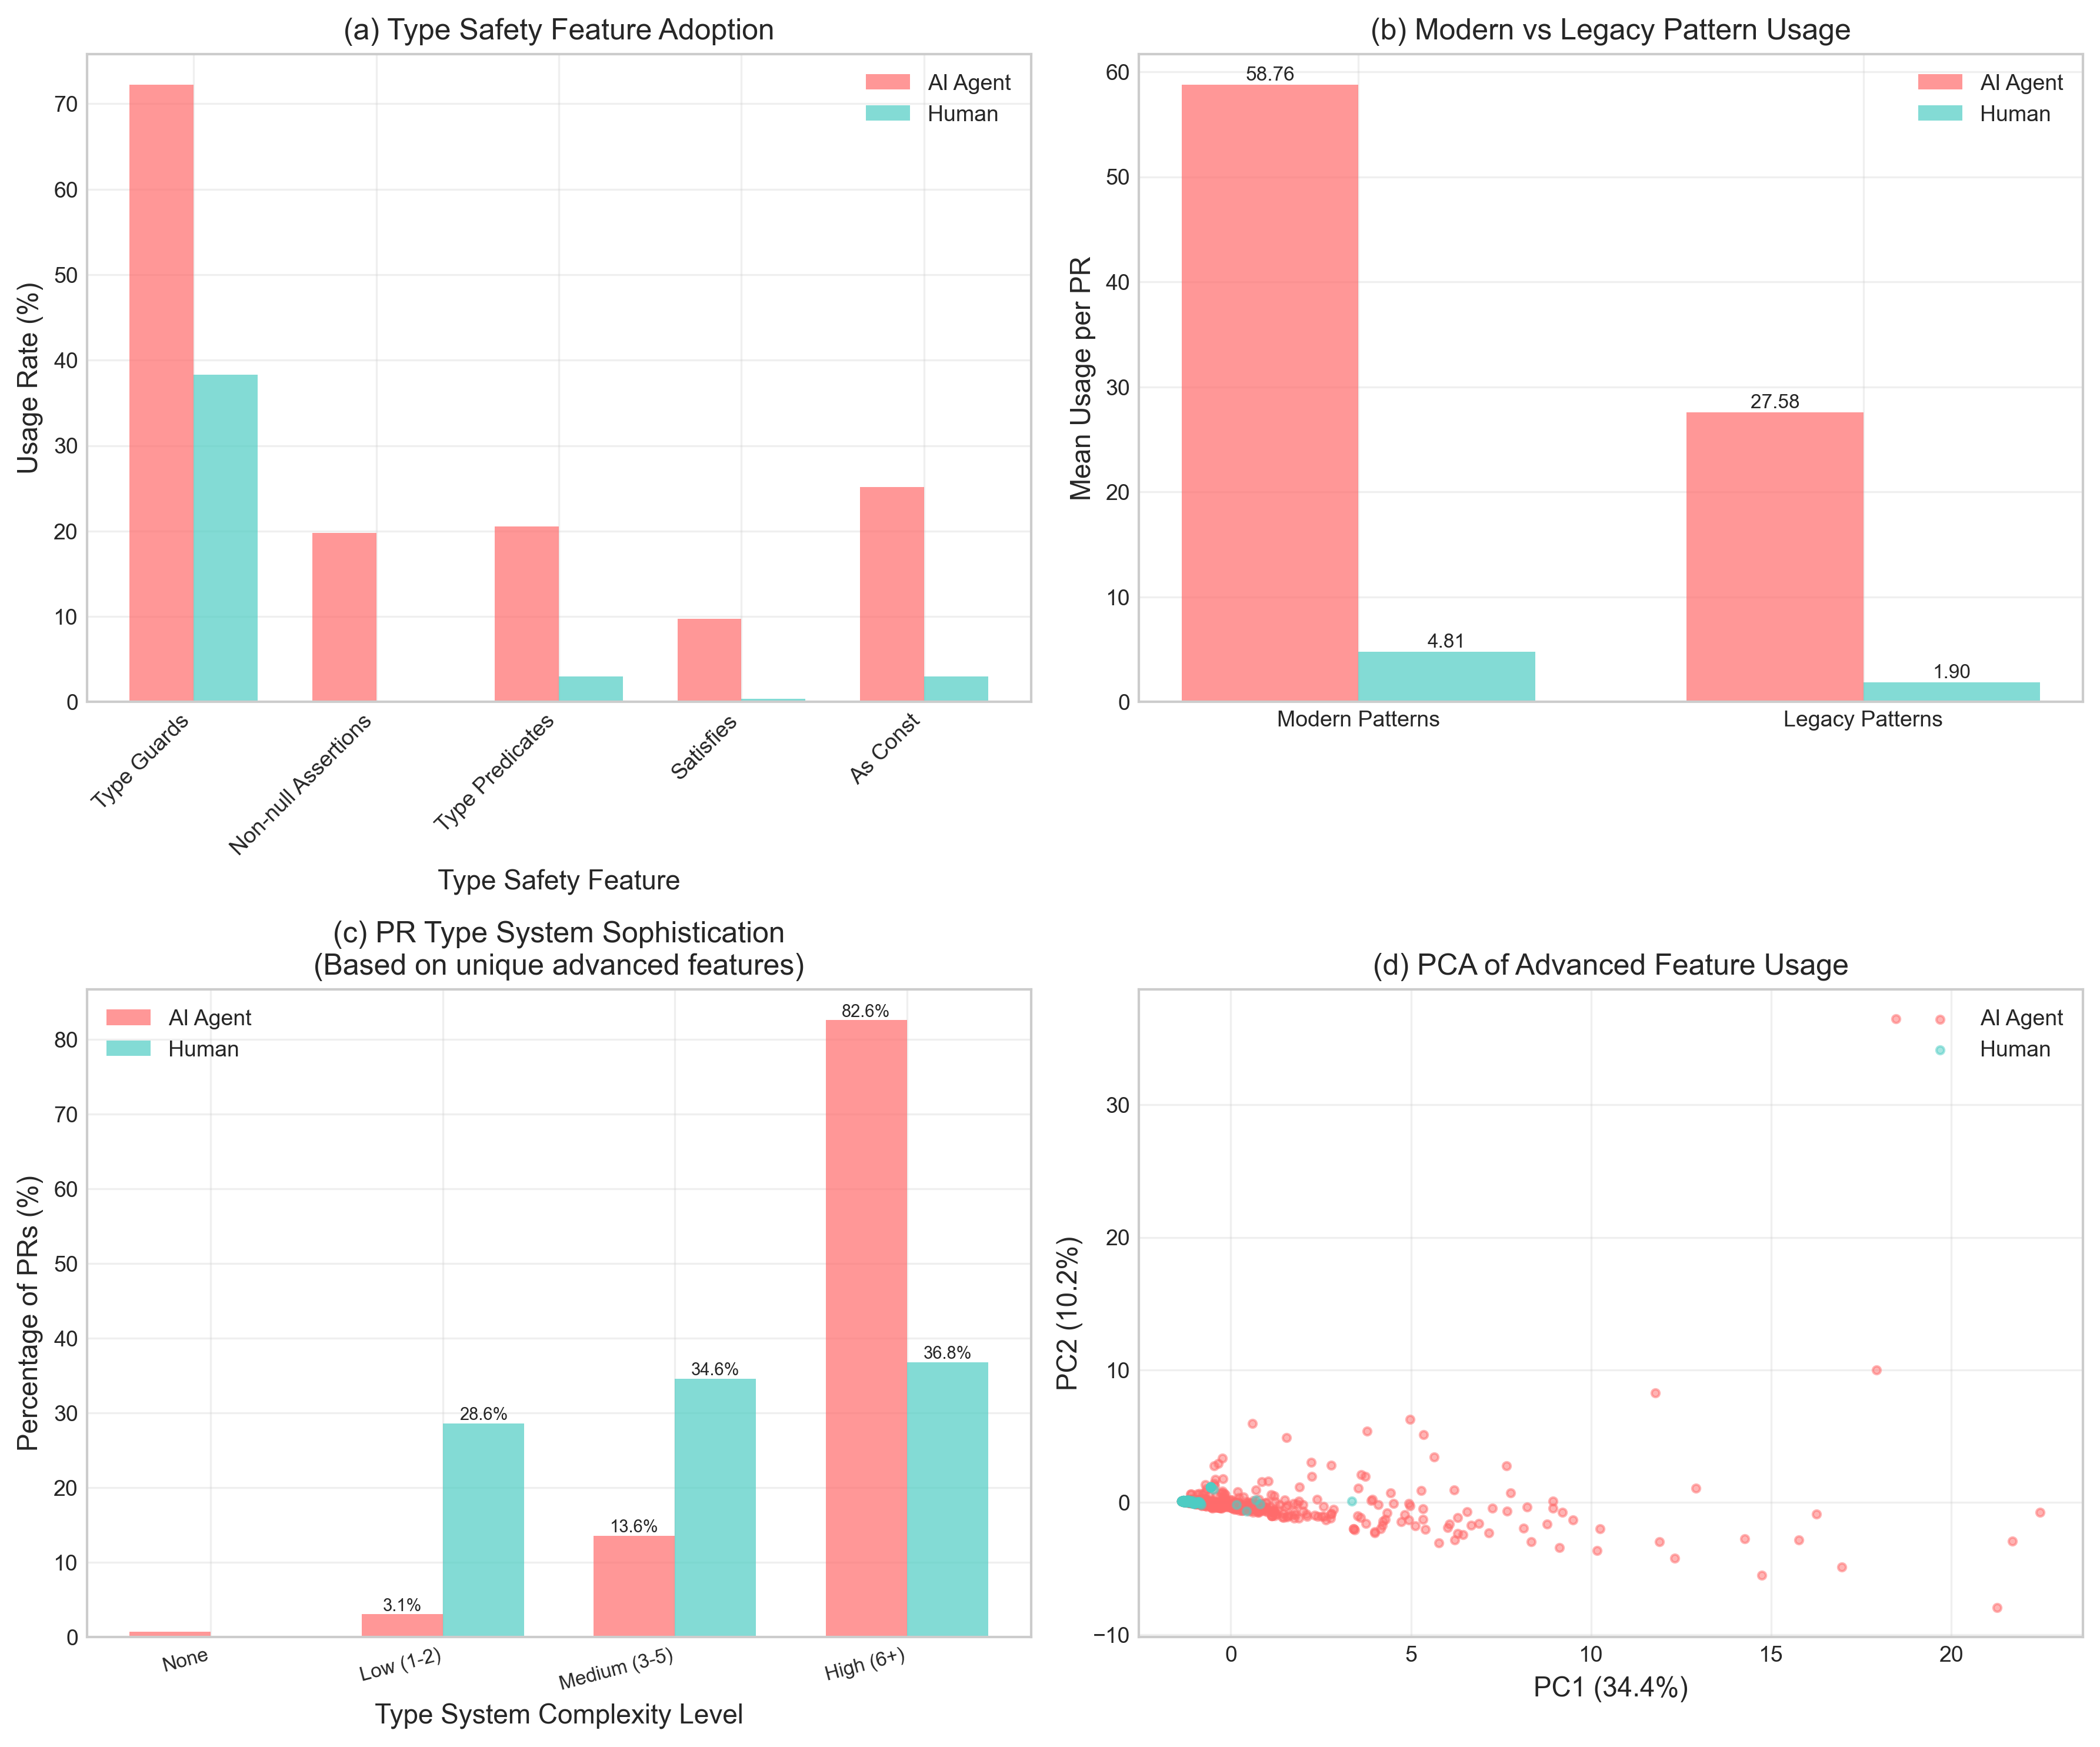 (a) Type Safety Feature Adoption
AI Agent
Human
70
60
50
40
30
20
10
0
Usage Rate (%)
Type Guards
Non-null Assertions
Type Predicates
Satisfies
As Const
Type Safety Feature
(b) Modern vs Legacy Pattern Usage
AI Agent
Human
60
50
40
30
20
10
0
Mean Usage per PR
58.76
4.81
27.58
1.90
Modern Patterns
Legacy Patterns
(c) PR Type System Sophistication
(Based on unique advanced features)
AI Agent
Human
80
70
60
50
40
30
20
10
0
Percentage of PRs (%)
3.1%
28.6%
13.6%
34.6%
82.6%
36.8%
None
Low (1-2)
Medium (3-5)
High (6+)
Type System Complexity Level
(d) PCA of Advanced Feature Usage
AI Agent
Human
30
20
10
0
−10
PC2 (10.2%)
0
5
10
15
20
PC1 (34.4%)